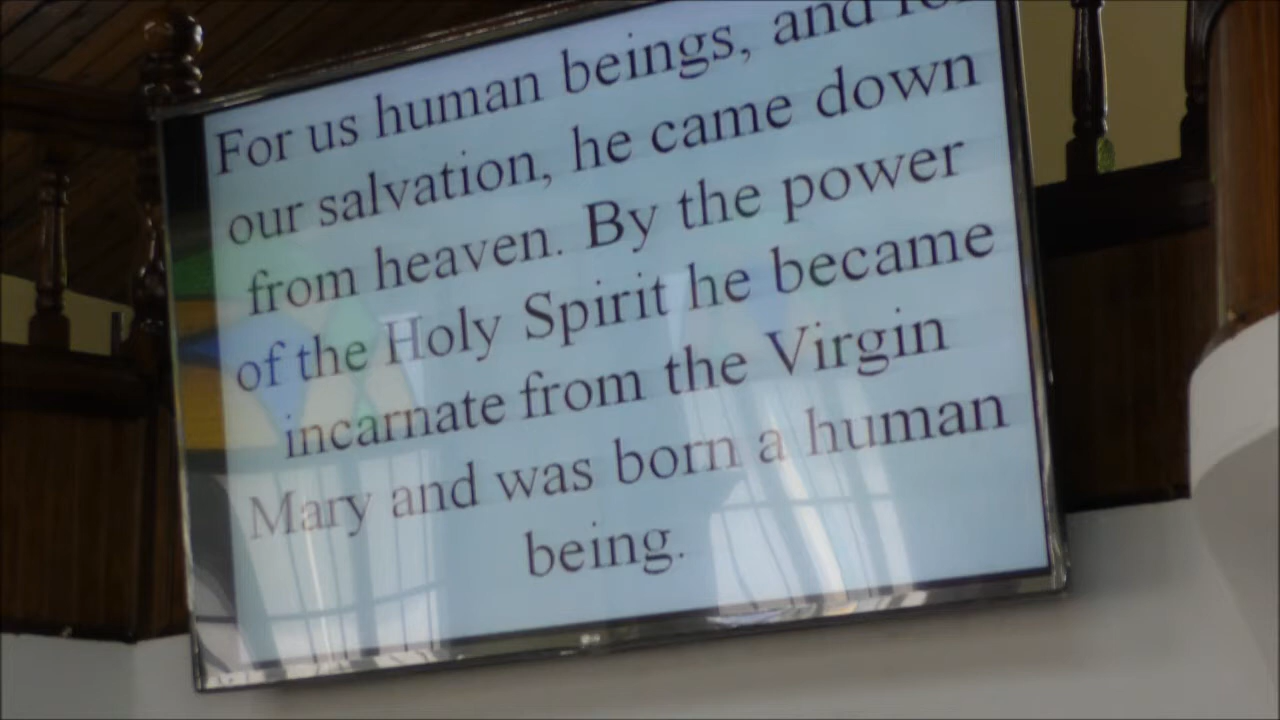 For us human beings, and for
our salvation, he came down
from heaven. By the power
of the Holy Spirit he became
incarnate from the Virgin
Mary and was born a human
being.